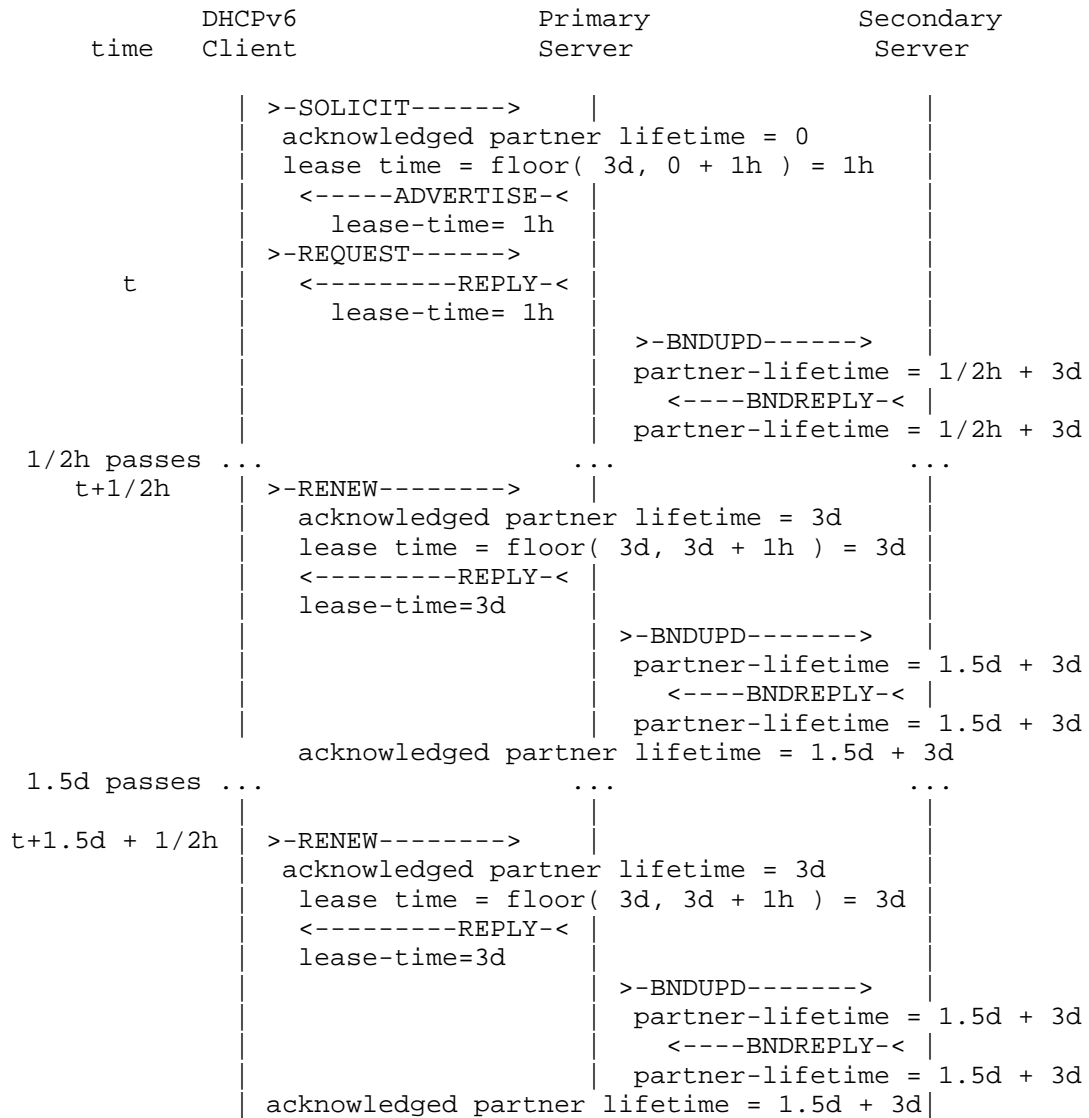 DHCPv6 Primary Secondary
time Client Server Server
>-SOLICIT------>
acknowledged partner lifetime = 0
lease time = floor( 3d, 0 + 1h ) = 1h
<-----ADVERTISE-<
lease-time= 1h
>-REQUEST------>
t <---------REPLY-<
lease-time= 1h
>-BNDUPD------>
partner-lifetime = 1/2h + 3d
<----BNDREPLY-<
partner-lifetime = 1/2h + 3d
1/2h passes ... ... ...
t+1/2h >-RENEW-------->
acknowledged partner lifetime = 3d
lease time = floor( 3d, 3d + 1h ) = 3d
<---------REPLY-<
lease-time=3d
>-BNDUPD------->
partner-lifetime = 1.5d + 3d
<----BNDREPLY-<
partner-lifetime = 1.5d + 3d
acknowledged partner lifetime = 1.5d + 3d
1.5d passes ... ... ...
t+1.5d + 1/2h >-RENEW-------->
acknowledged partner lifetime = 3d
lease time = floor( 3d, 3d + 1h ) = 3d
<---------REPLY-<
lease-time=3d
>-BNDUPD------->
partner-lifetime = 1.5d + 3d
<----BNDREPLY-<
partner-lifetime = 1.5d + 3d
acknowledged partner lifetime = 1.5d + 3d